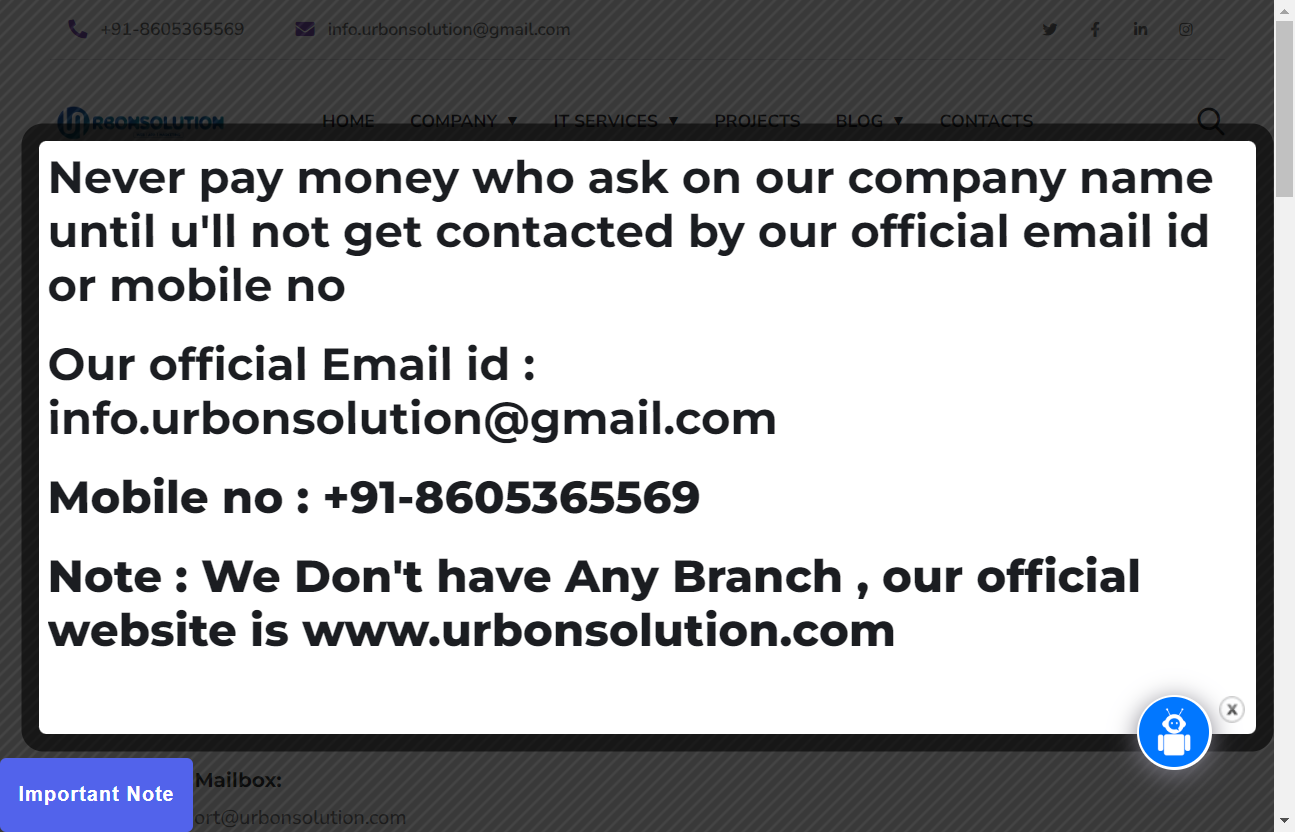 +91-8605365569 info.urbonsolution@gmail.com
RBONSOLUTION HOME COMPANY ▼ IT SERVICES ▼ PROJECTS BLOG ▼ CONTACTS
Never pay money who ask on our company name
until u'll not get contacted by our official email id
or mobile no
Our official Email id :
info.urbonsolution@gmail.com
Mobile no : +91-8605365569
Note : We Don't have Any Branch , our official
website is www.urbonsolution.com
x
Mailbox:
Important Note
ort@urbonsolution.com